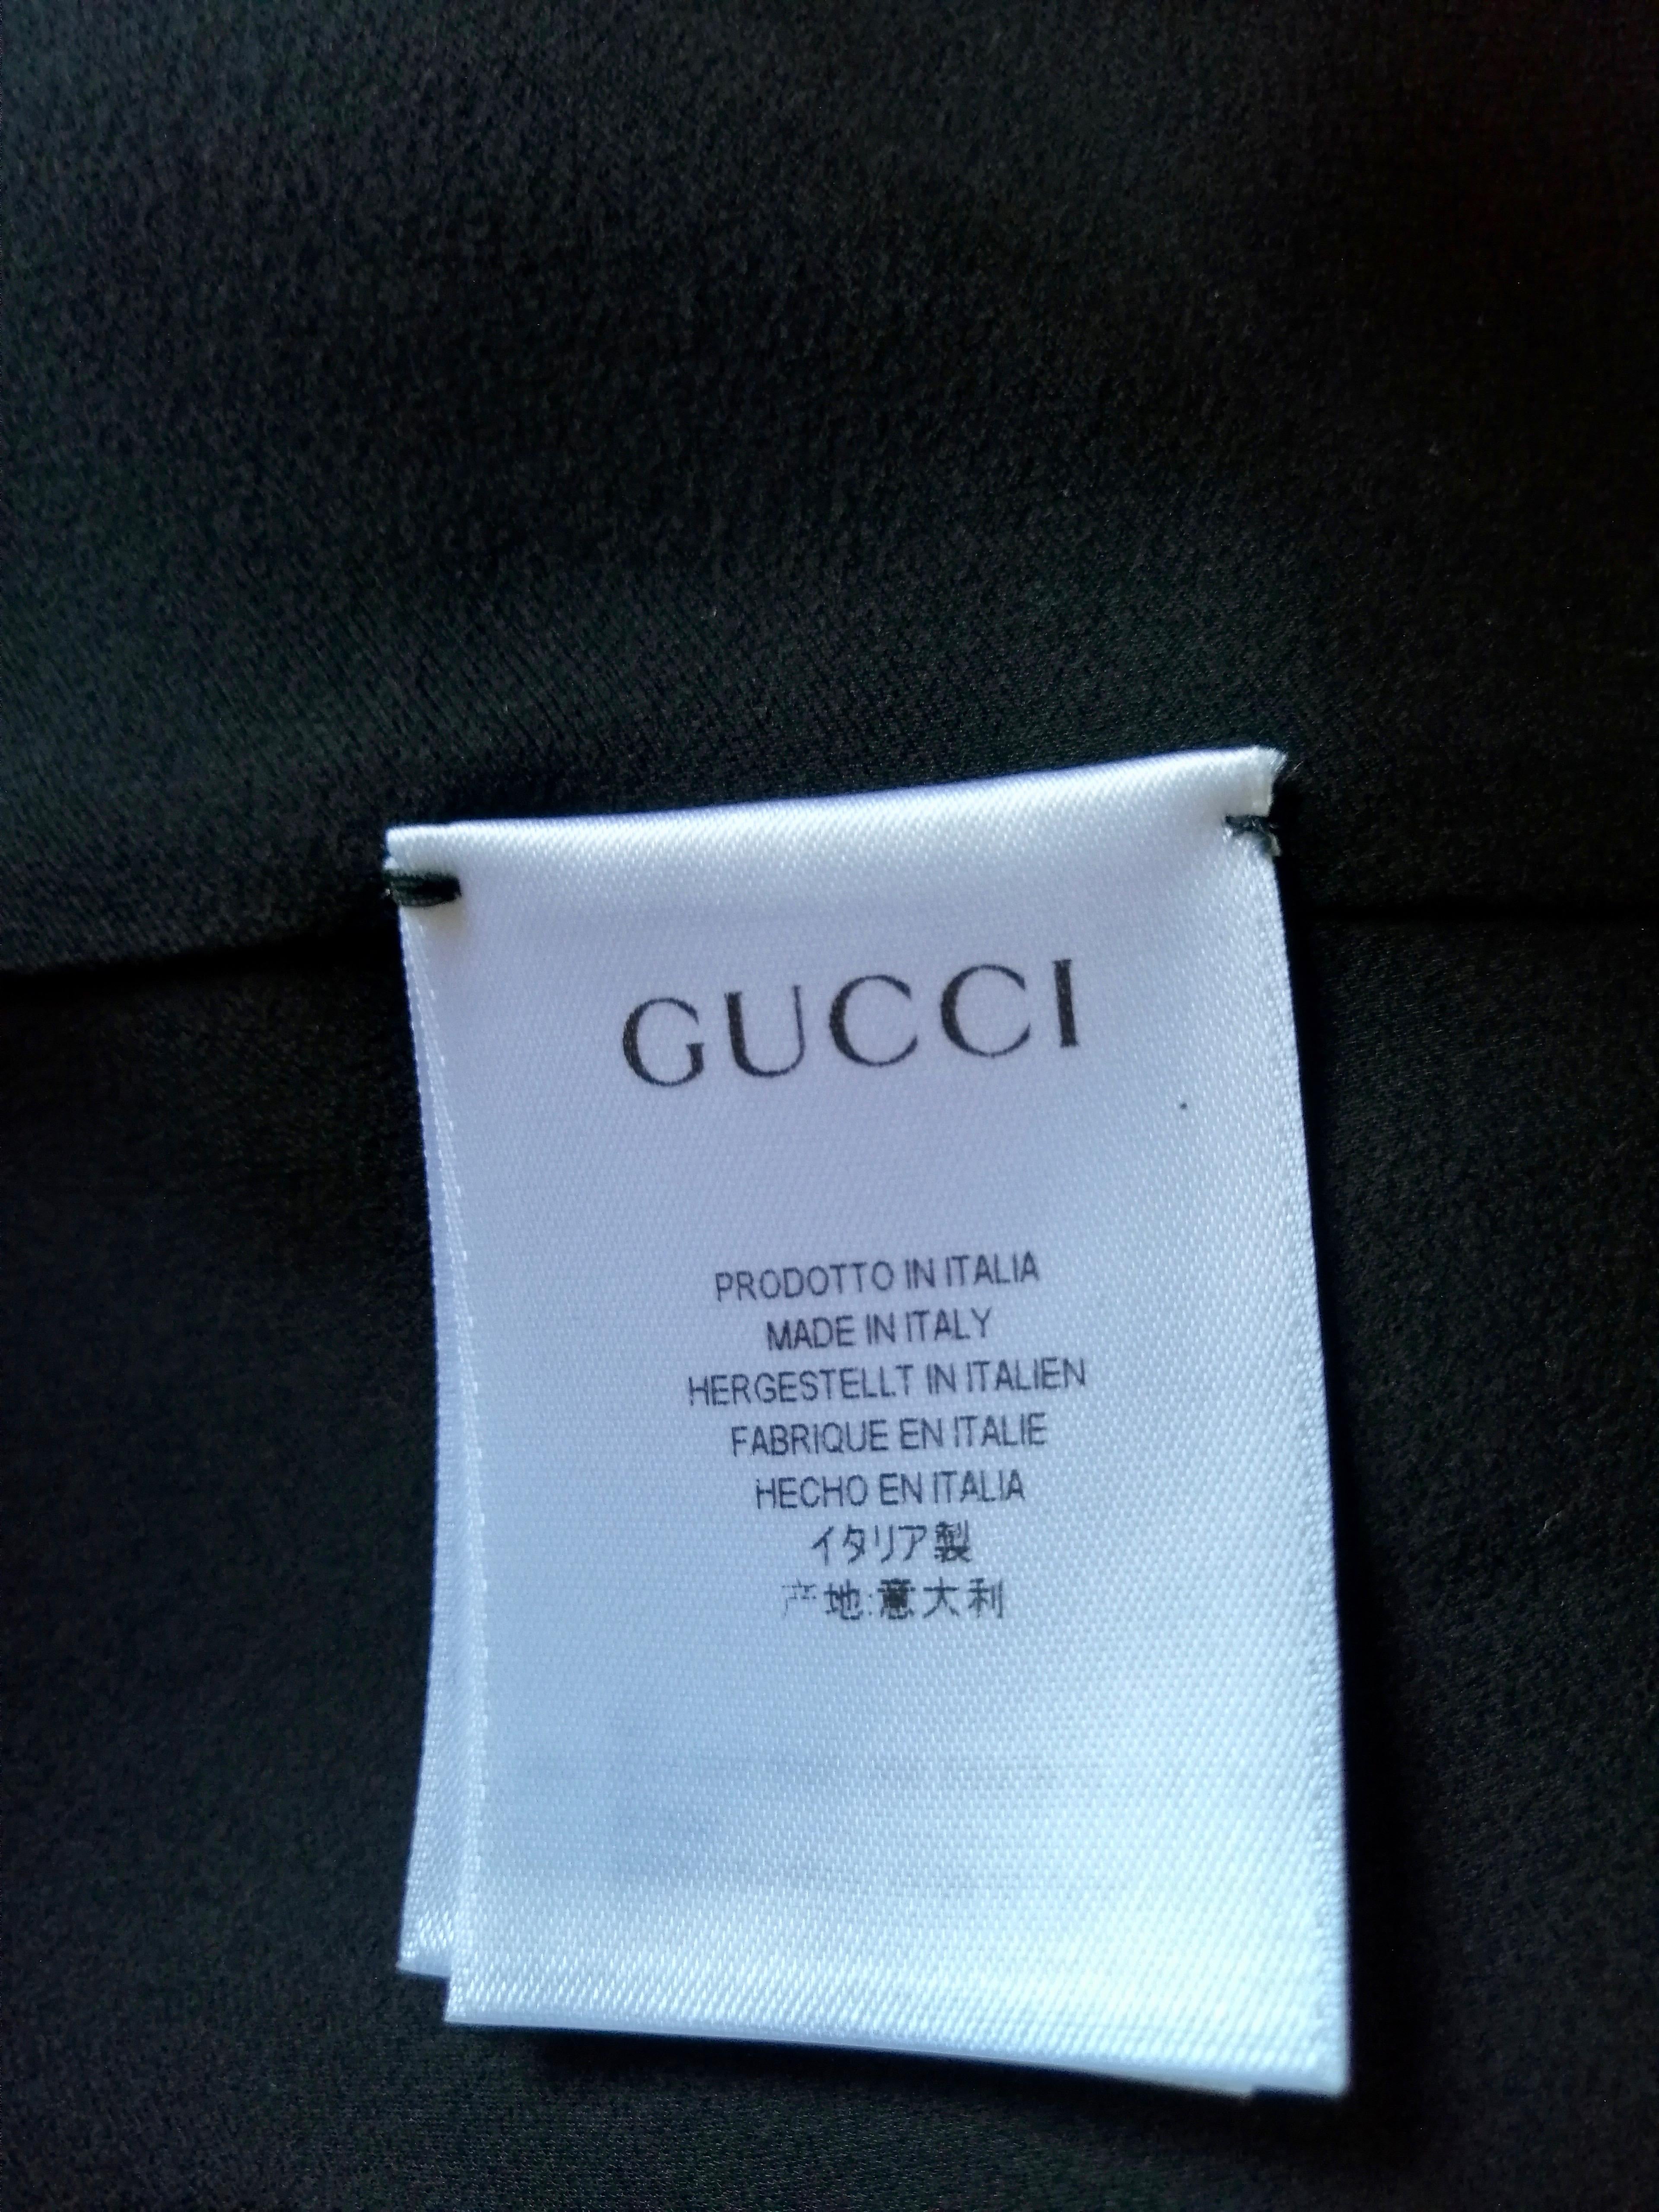 GUCCI
PRODOTTO IN ITALIA
MADE IN ITALY
HERGESTELLT IN ITALIEN
FABRIQUE EN ITALIE
HECHO EN ITALIA
イタリア製
产地:意大利